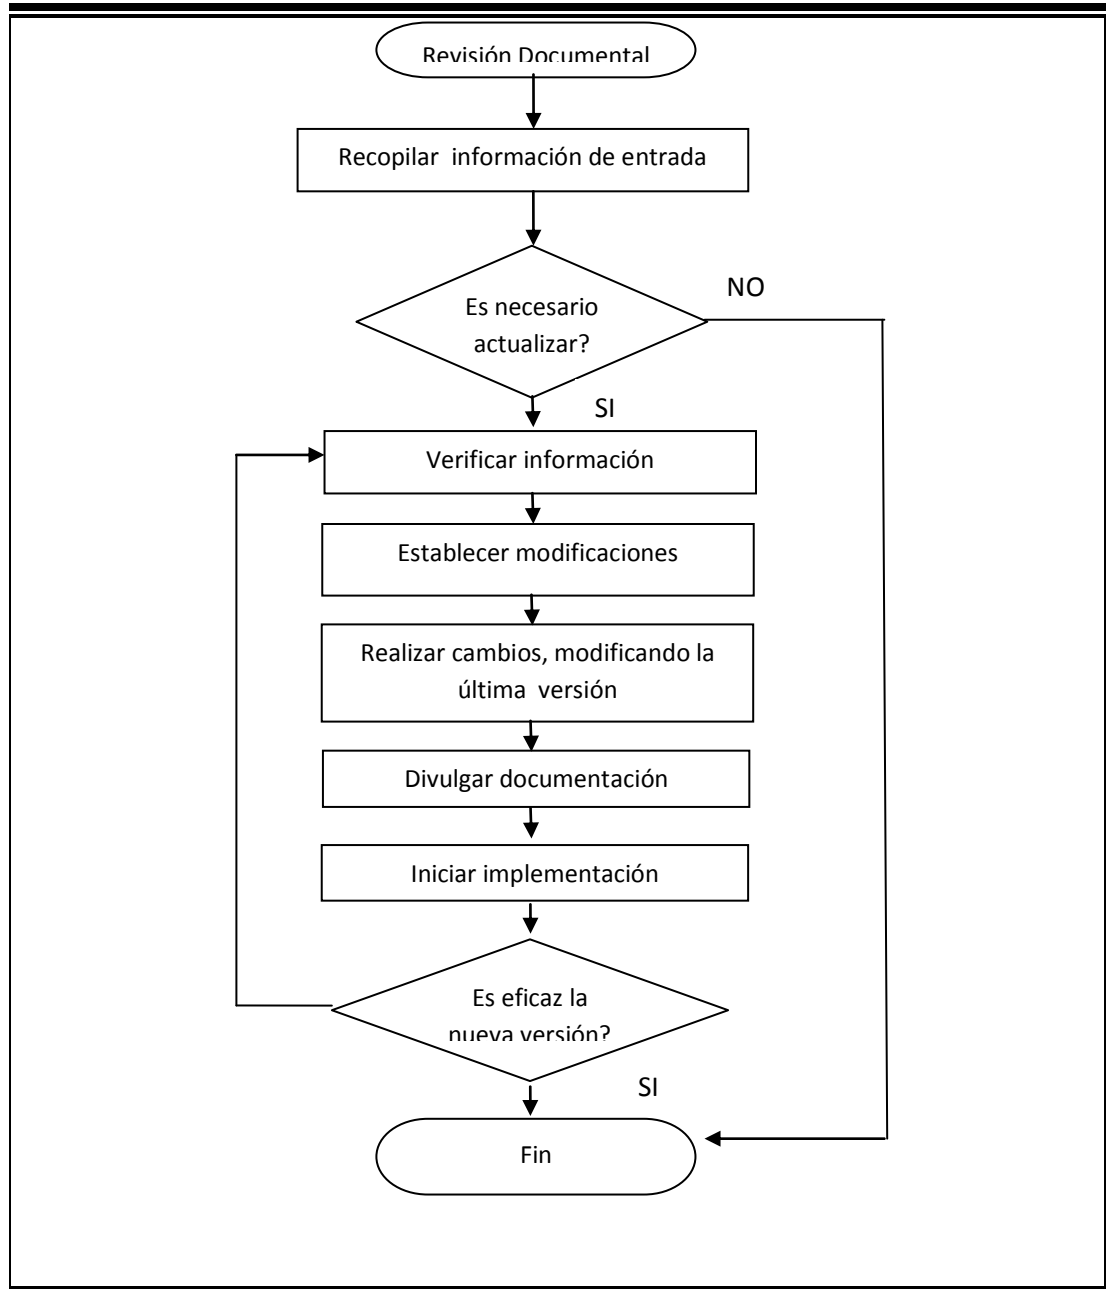 Revisión Documental
Recopilar información de entrada
NO
Es necesario
actualizar?
SI
Verificar información
Establecer modificaciones
Realizar cambios, modificando la
última versión
Divulgar documentación
Iniciar implementación
Es eficaz la
nueva versión?
SI
Fin